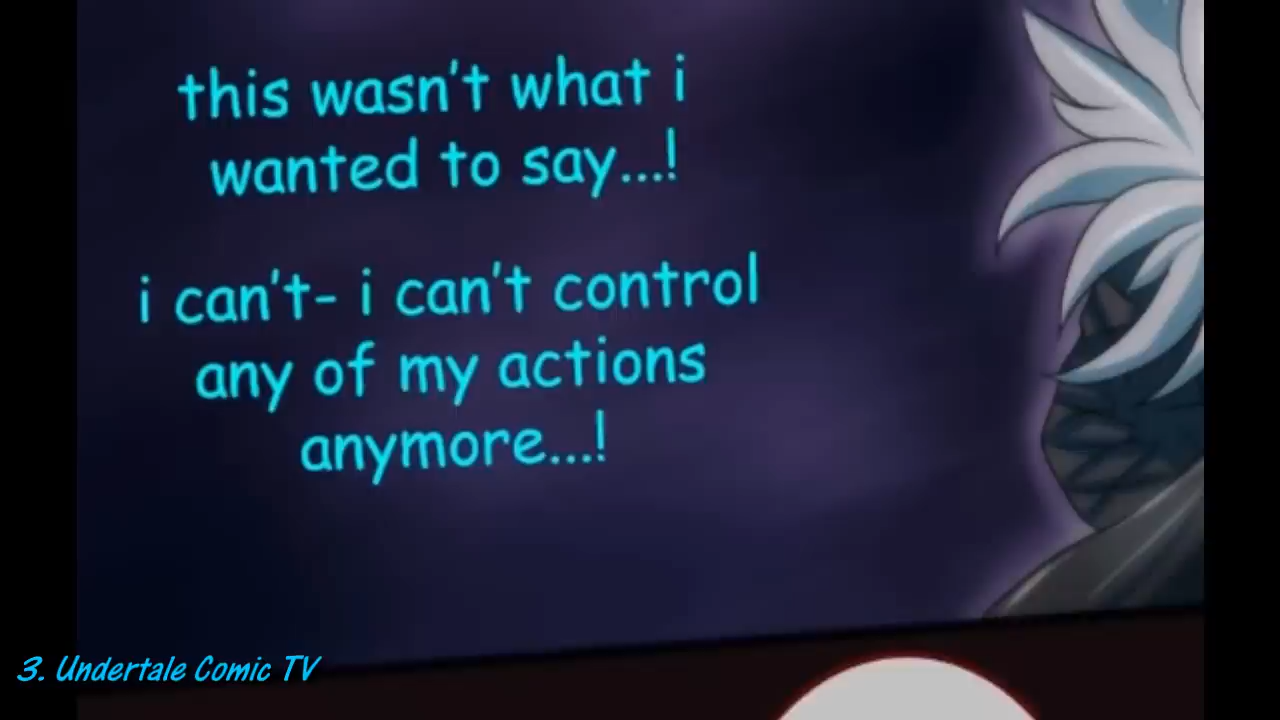 this wasn't what i
wanted to say...!
i can't- i can't control
any of my actions
anymore...!
3. Undertale Comic TV